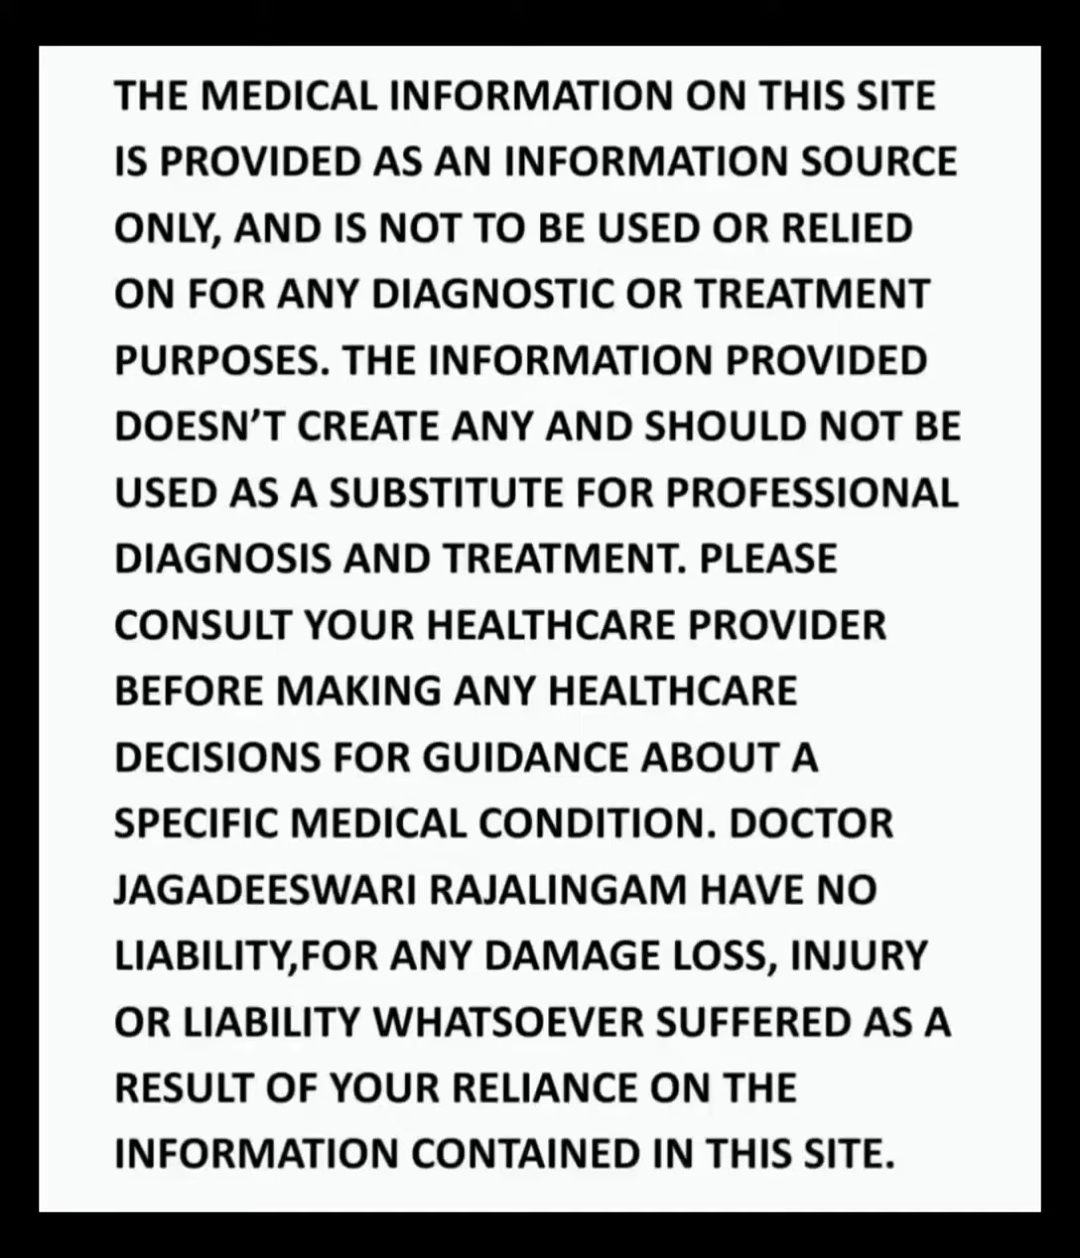 THE MEDICAL INFORMATION ON THIS SITE
IS PROVIDED AS AN INFORMATION SOURCE
ONLY, AND IS NOT TO BE USED OR RELIED
ON FOR ANY DIAGNOSTIC OR TREATMENT
PURPOSES. THE INFORMATION PROVIDED
DOESN’T CREATE ANY AND SHOULD NOT BE
USED AS A SUBSTITUTE FOR PROFESSIONAL
DIAGNOSIS AND TREATMENT. PLEASE
CONSULT YOUR HEALTHCARE PROVIDER
BEFORE MAKING ANY HEALTHCARE
DECISIONS FOR GUIDANCE ABOUT A
SPECIFIC MEDICAL CONDITION. DOCTOR
JAGADEESWARI RAJALINGAM HAVE NO
LIABILITY,FOR ANY DAMAGE LOSS, INJURY
OR LIABILITY WHATSOEVER SUFFERED AS A
RESULT OF YOUR RELIANCE ON THE
INFORMATION CONTAINED IN THIS SITE.